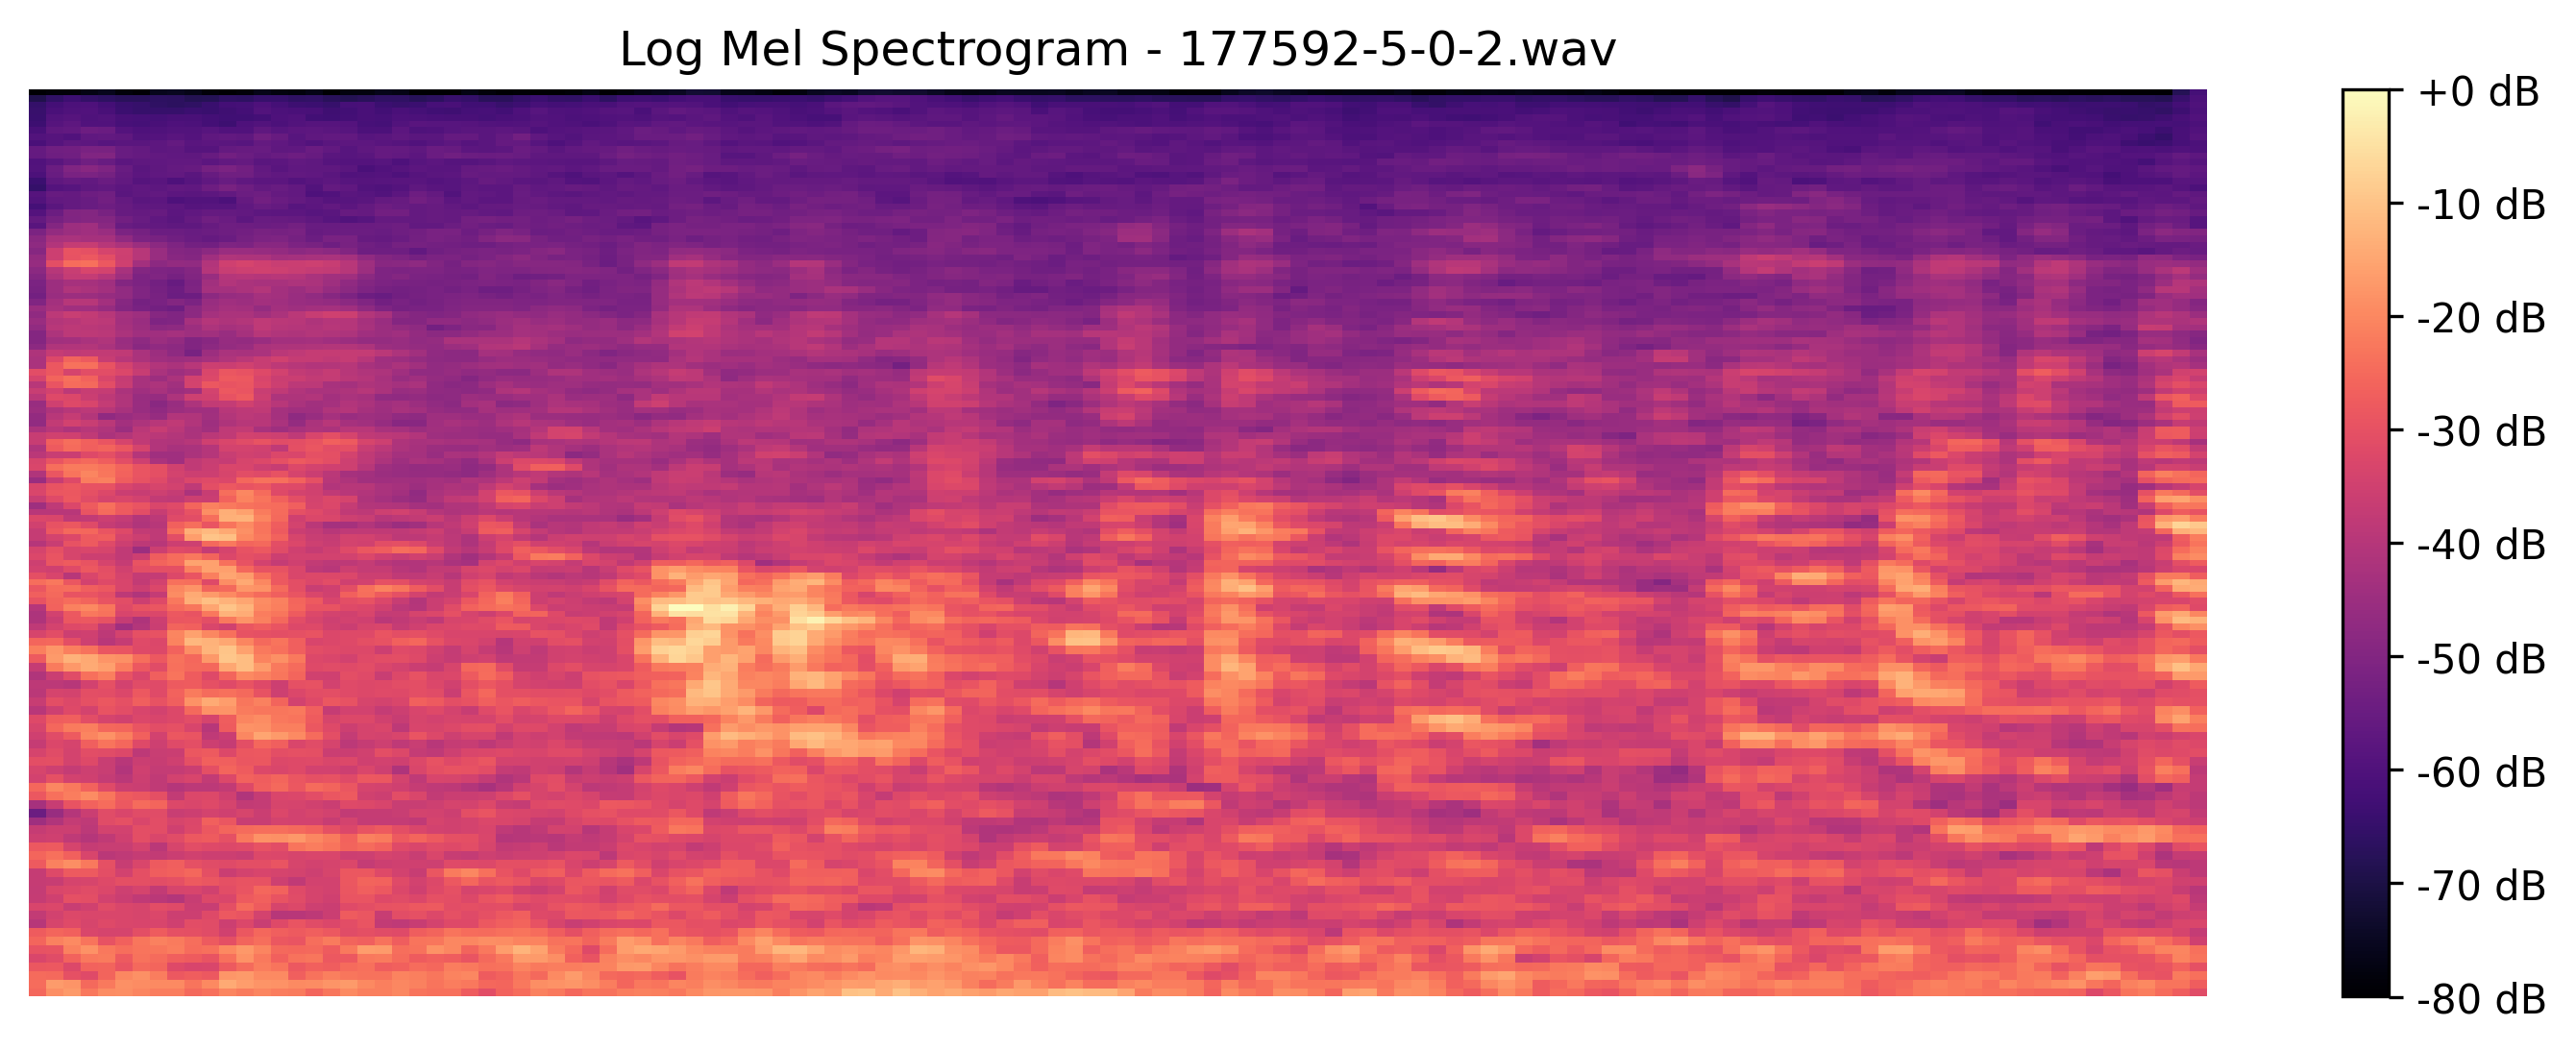 Log Mel Spectrogram - 177592-5-0-2.wav
+0 dB
-10 dB
-20 dB
-30 dB
-40 dB
-50 dB
-60 dB
-70 dB
-80 dB